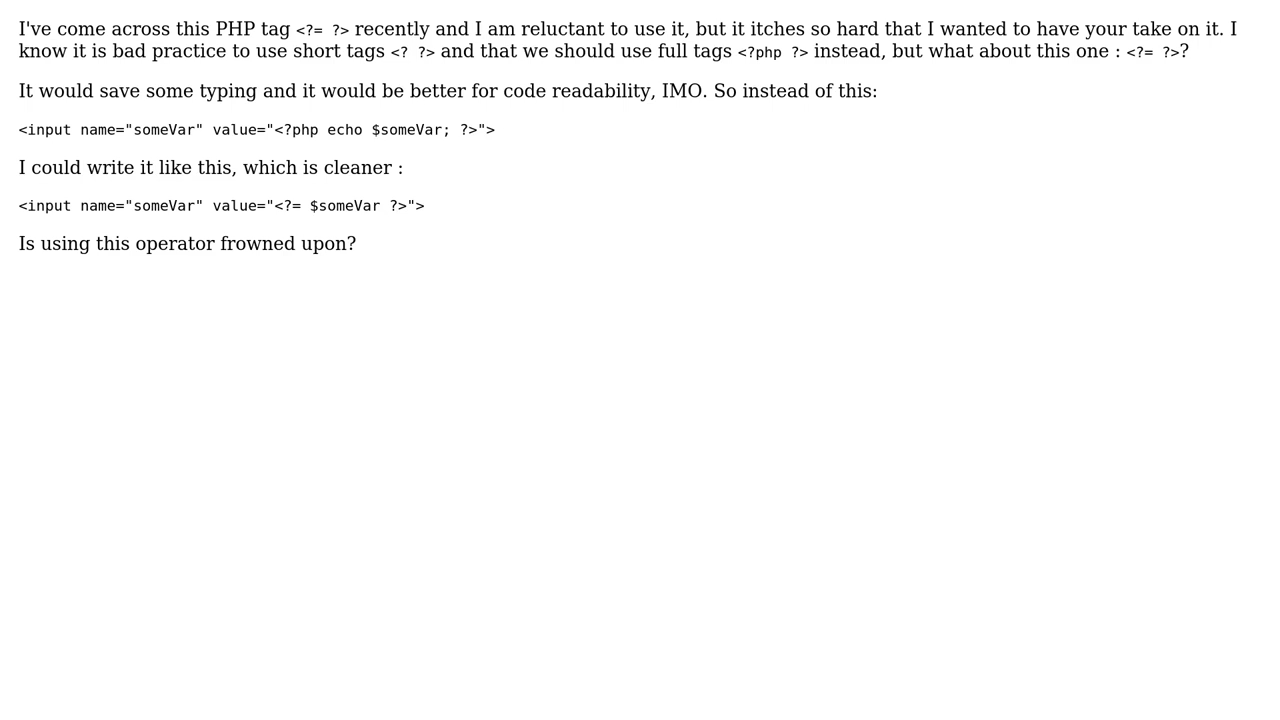 I've come across this PHP tag <?= ?> recently and I am reluctant to use it, but it itches so hard that I wanted to have your take on it. I
know it is bad practice to use short tags <? ?> and that we should use full tags <?php ?> instead, but what about this one : <?= ?>?
It would save some typing and it would be better for code readability, IMO. So instead of this:
<input name="someVar" value="<?php echo $someVar; ?>">
I could write it like this, which is cleaner :
<input name="someVar" value="<?= $someVar ?>">
Is using this operator frowned upon?